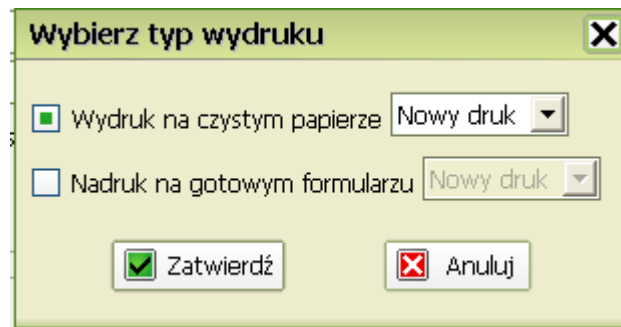 Wybierz typ wydruku
Wydruk na czystym papierze Nowy druk
Nadruk na gotowym formularzu Nowy druk
Zatwierdź Anuluj